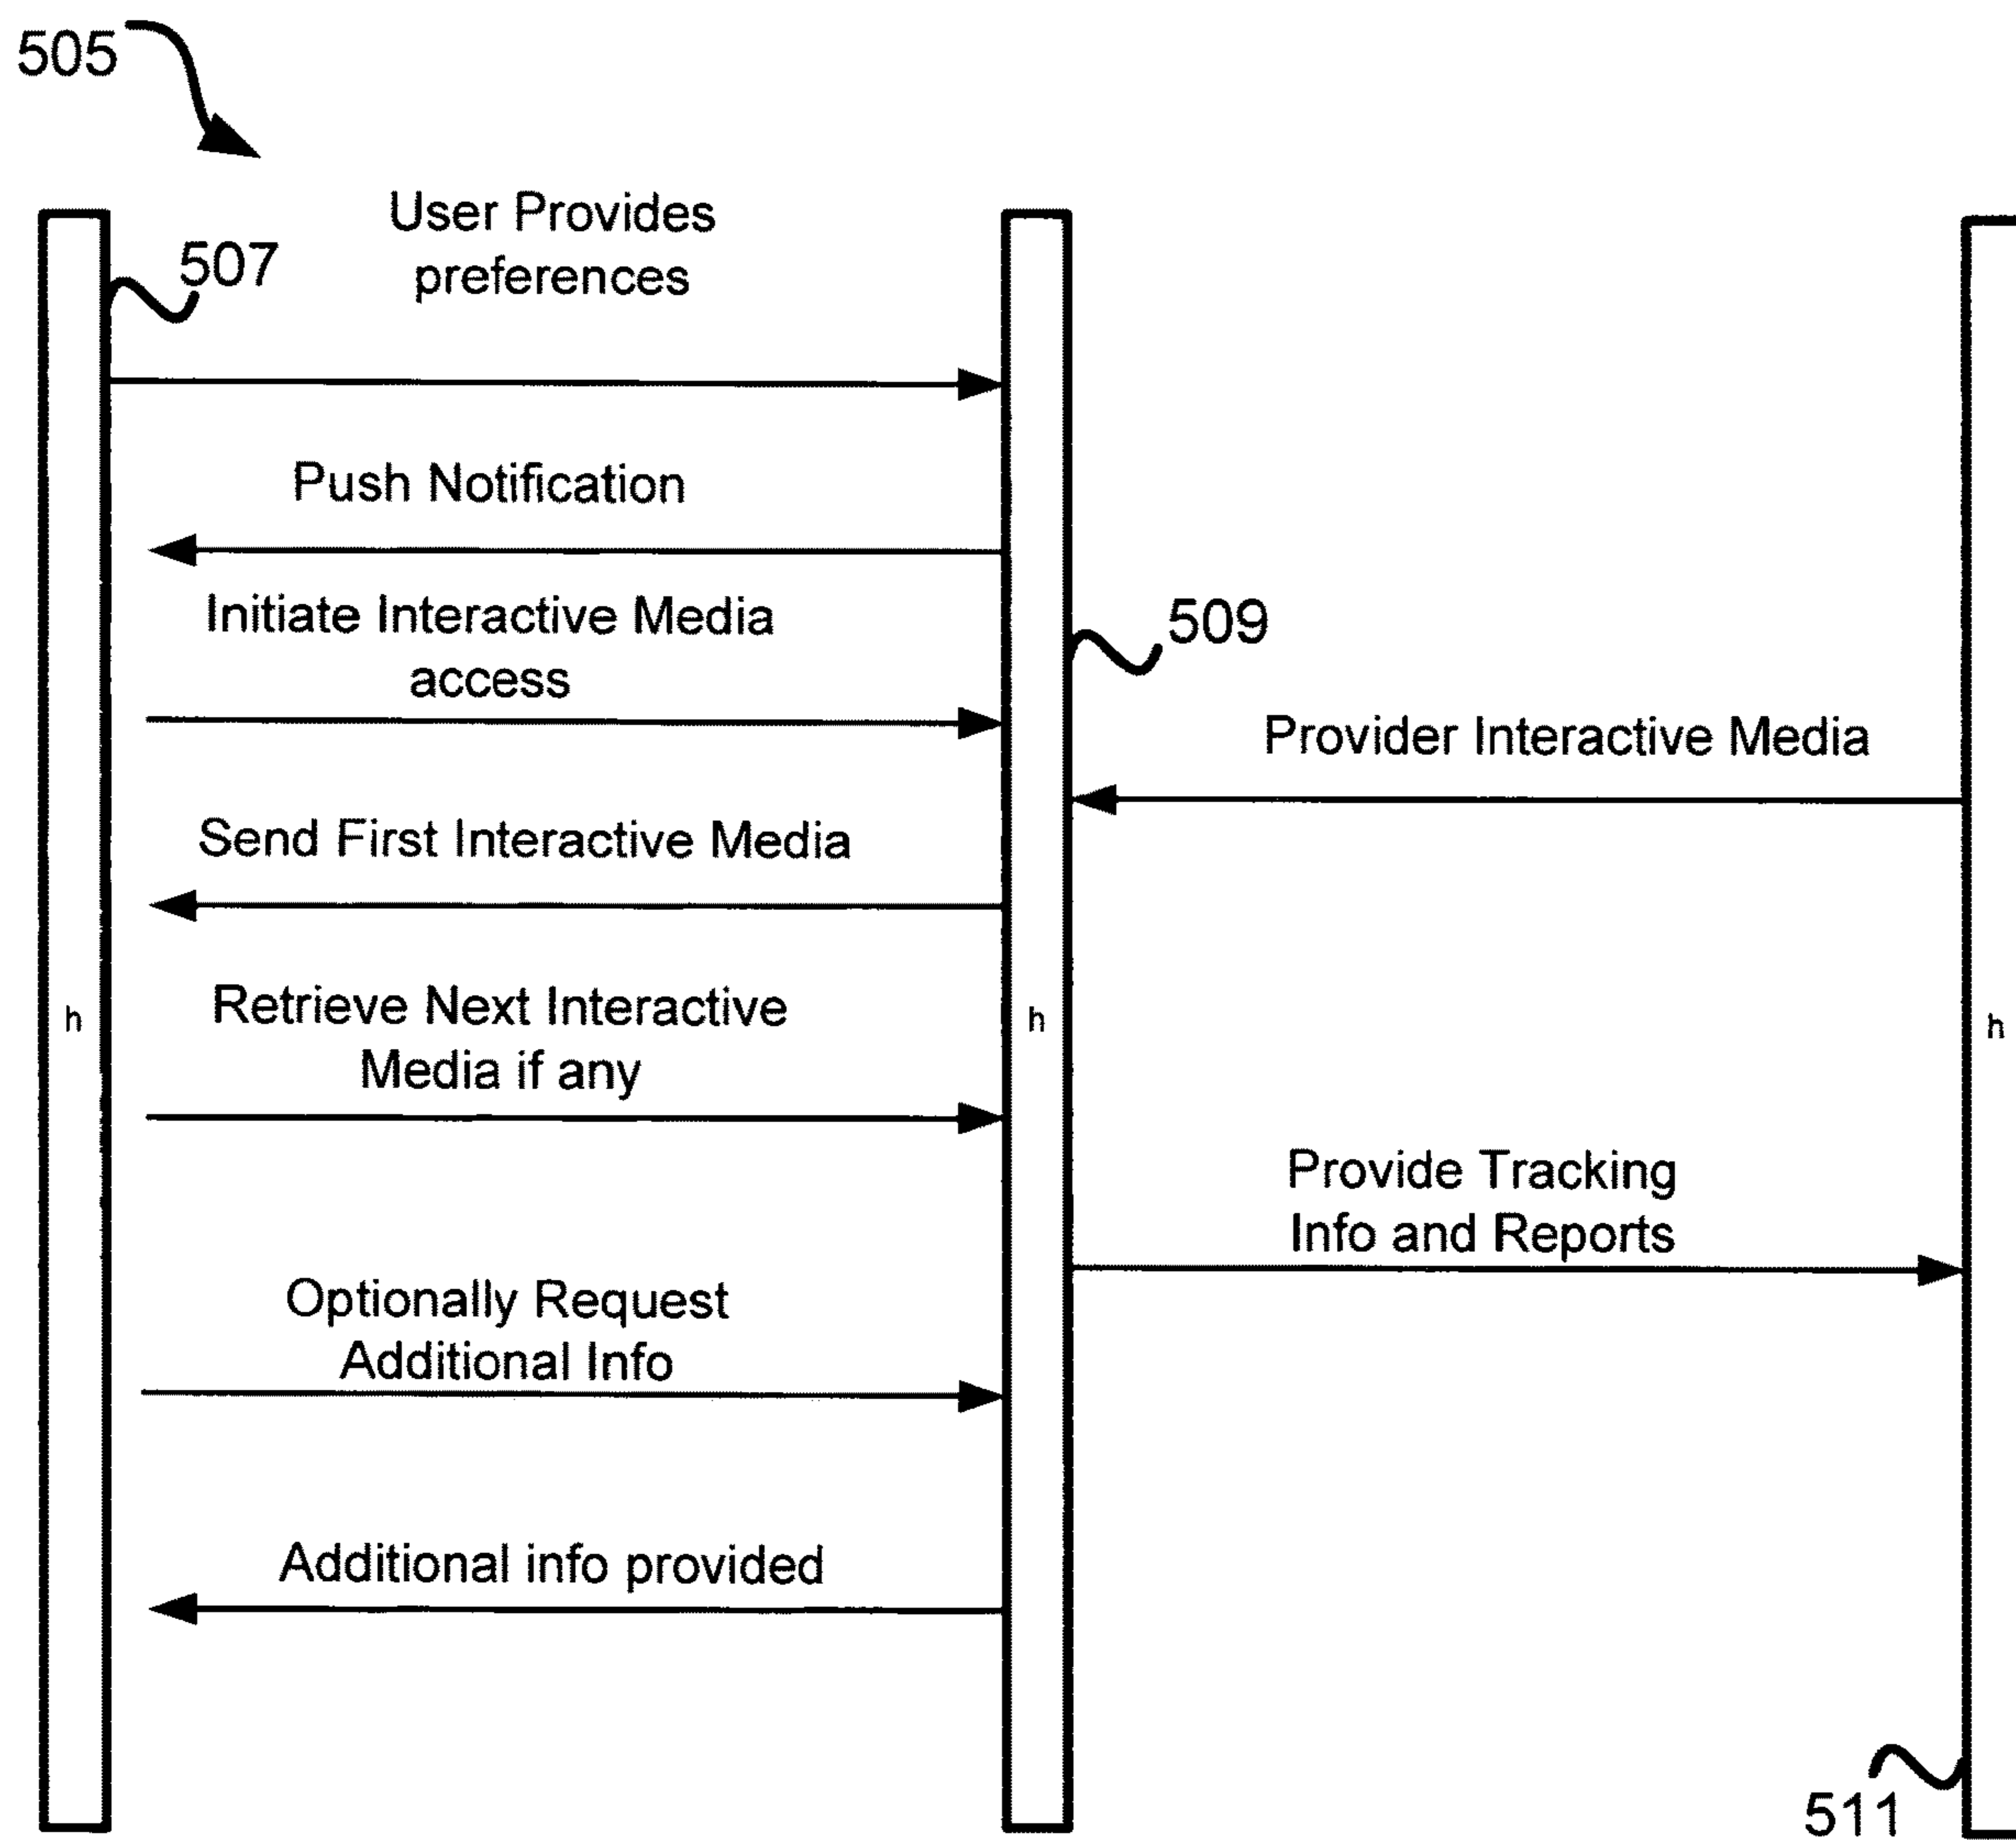 505
User Provides
preferences
507
Push Notification
Initiate Interactive Media
access
509
Provider Interactive Media
Send First Interactive Media
Retrieve Next Interactive
Media if any
h
h
h
Provide Tracking
Info and Reports
Optionally Request
Additional Info
Additional info provided
511